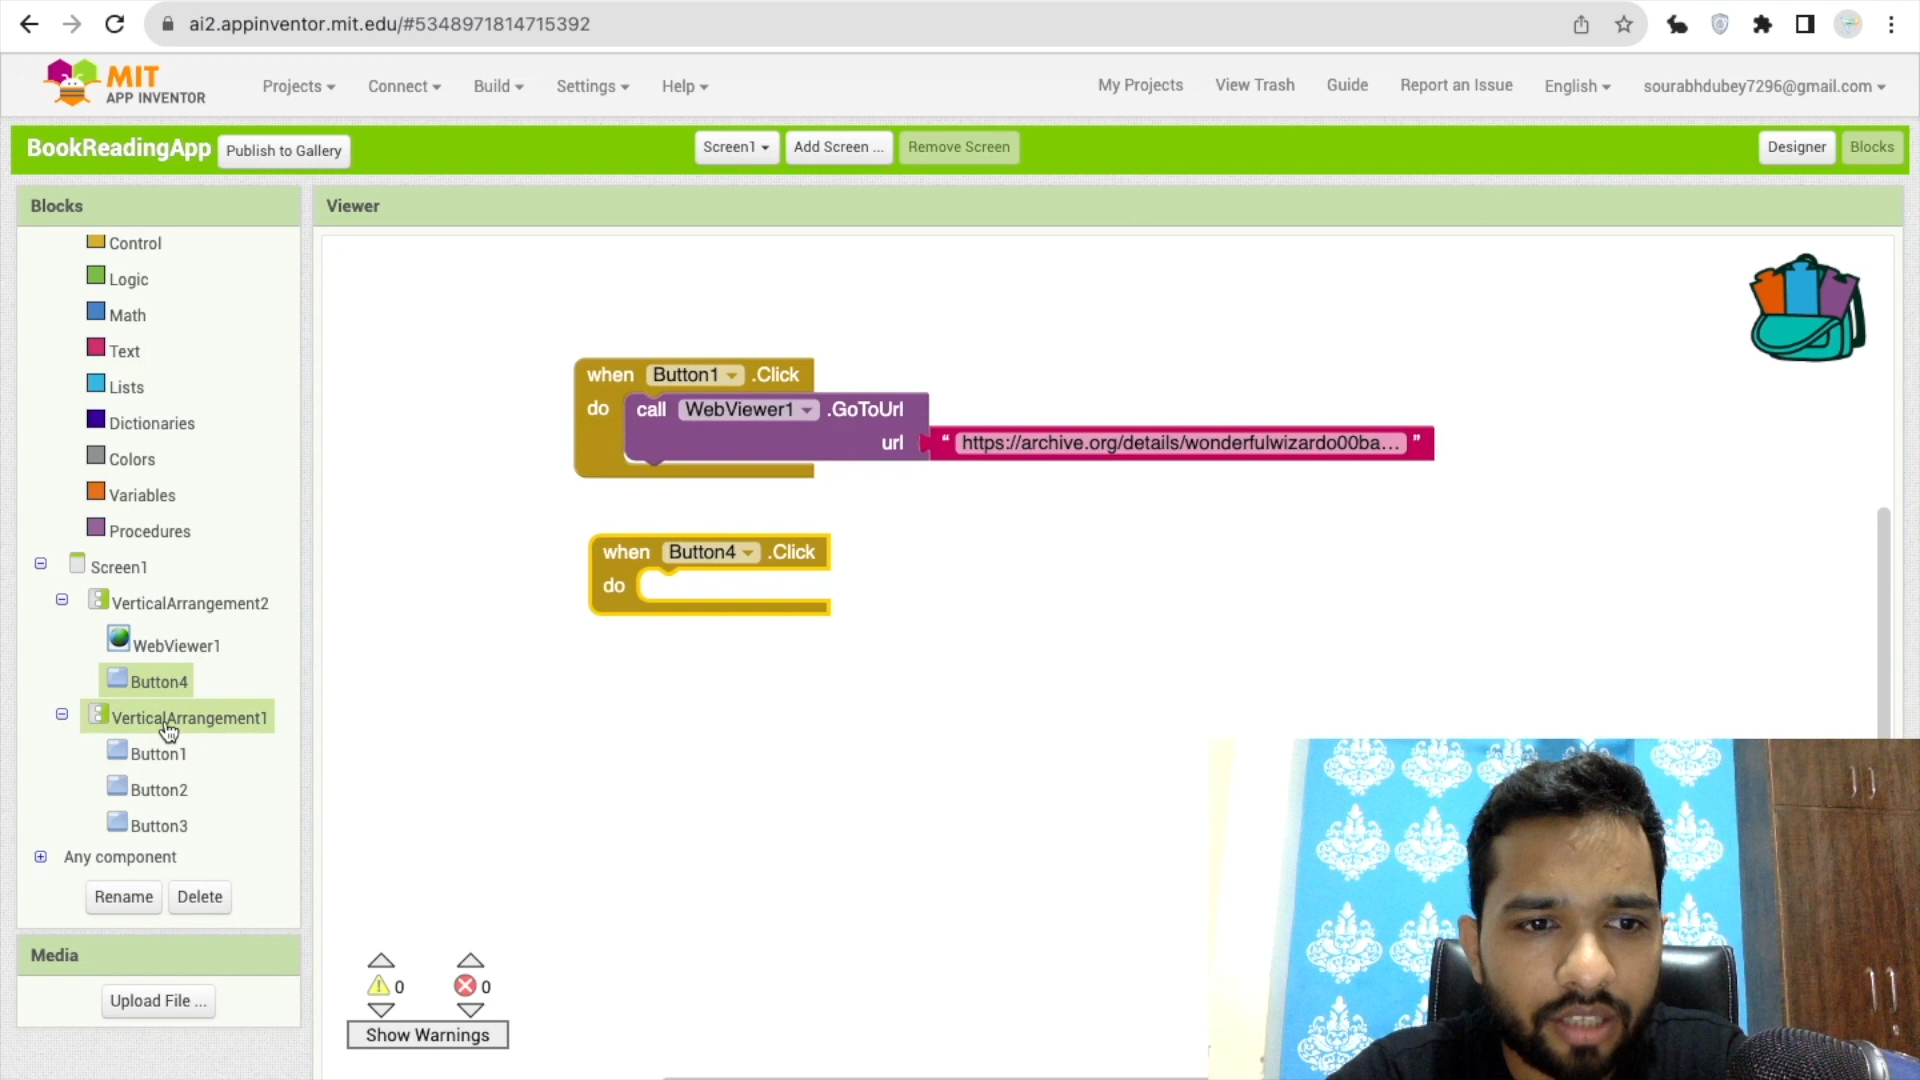 ai2.appinventor.mit.edu/#5348971814715392
MIT
APP INVENTOR
Projects Connect Build Settings Help My Projects View Trash Guide Report an Issue English sourabhdubey7296@gmail.com
BookReadingApp Publish to Gallery Screen1 Add Screen ... Remove Screen Designer Blocks
Blocks
Viewer
Control
Logic
Math
Text
Lists
Dictionaries
Colors
Variables
Procedures
Screen1
VerticalArrangement2
WebViewer1
Button4
VerticalArrangement1
Button1
Button2
Button3
Any component
Rename Delete
Media
Upload File ...
when Button1 .Click
do call WebViewer1 .GoToUrl
url “ https://archive.org/details/wonderfulwizardo00ba... ”
when Button4 .Click
do
0 0
Show Warnings